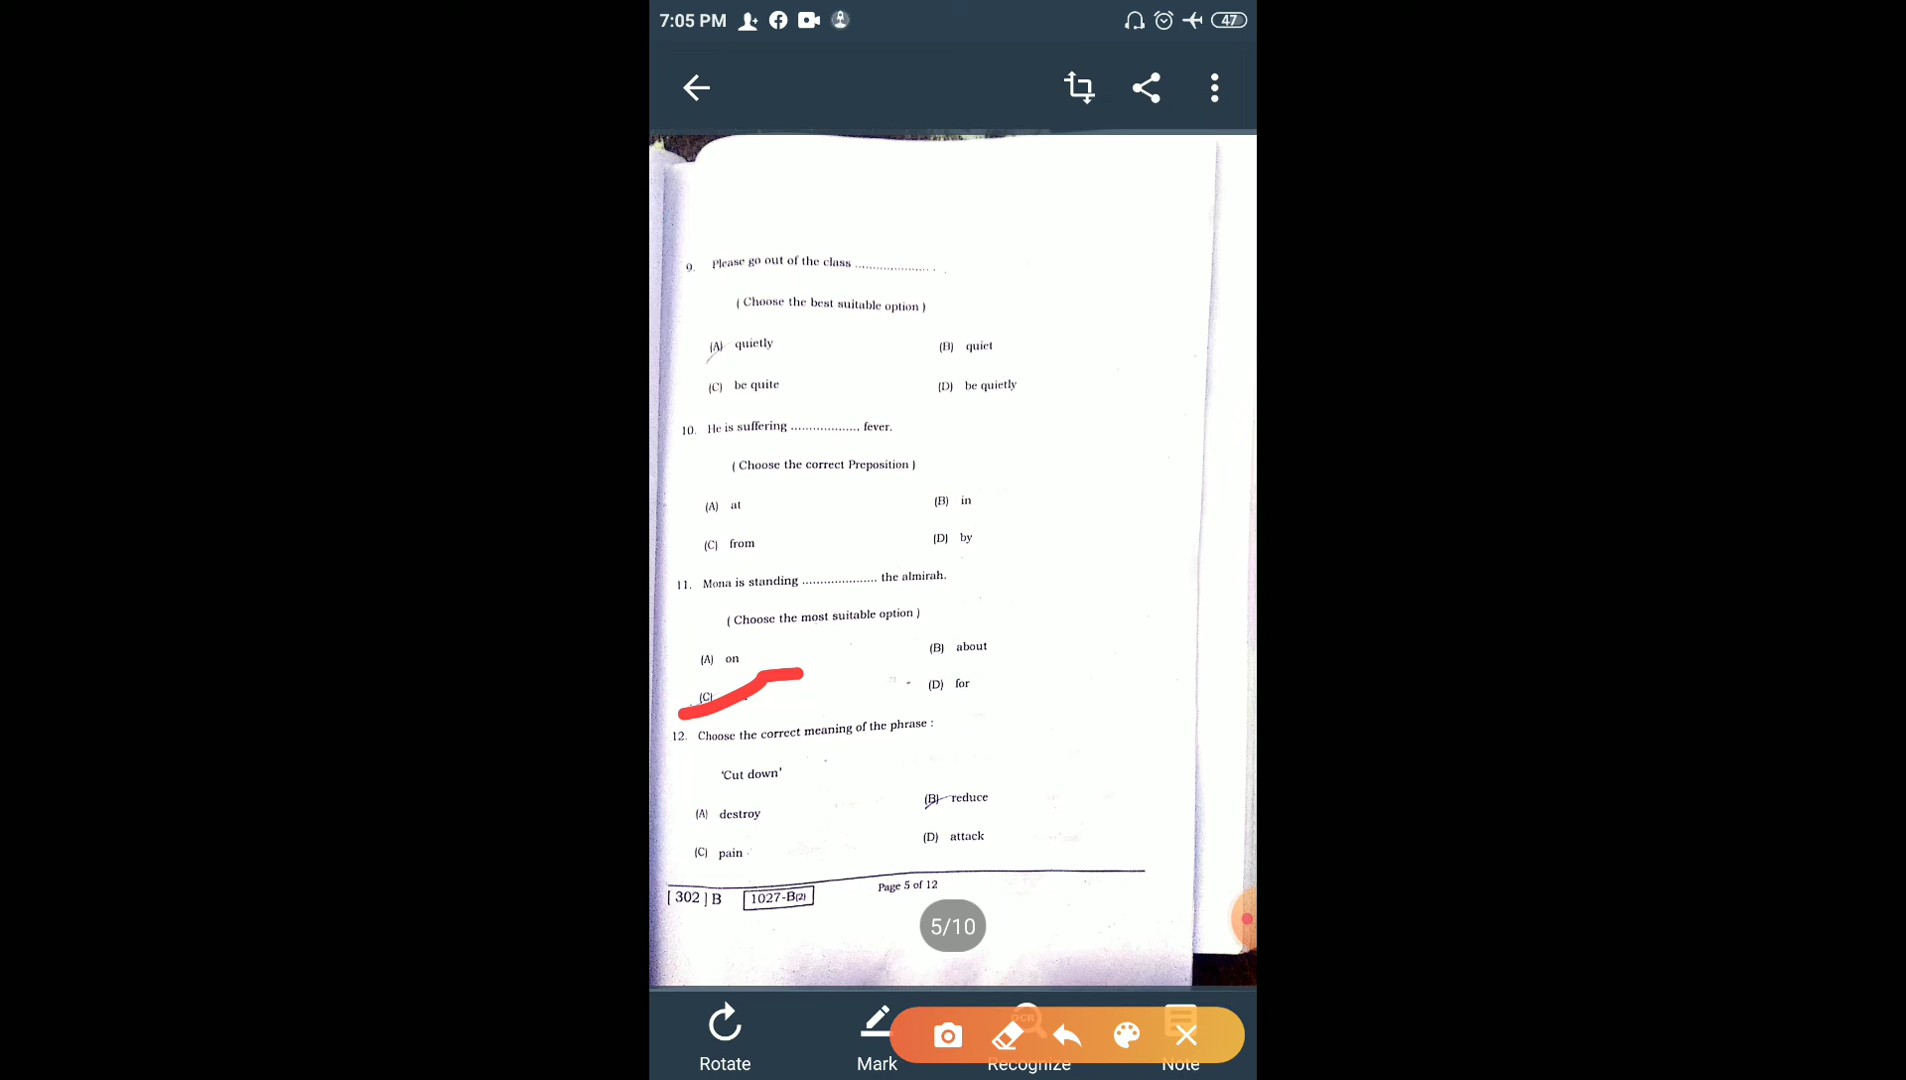 7:05 PM
47
9. Please go out of the class .....................
( Choose the best suitable option )
(A) quietly (B) quiet
(C) be quite (D) be quietly
10. He is suffering .................. fever.
( Choose the correct Preposition )
(A) at (B) in
(C) from (D) by
11. Mona is standing .................... the almirah.
( Choose the most suitable option )
(A) on (B) about
(C) (D) for
12. Choose the correct meaning of the phrase :
'Cut down'
(A) destroy (B) reduce
(C) pain (D) attack
[ 302 ] B 1027-B(2) Page 5 of 12
5/10
Rotate Mark Recognize Note